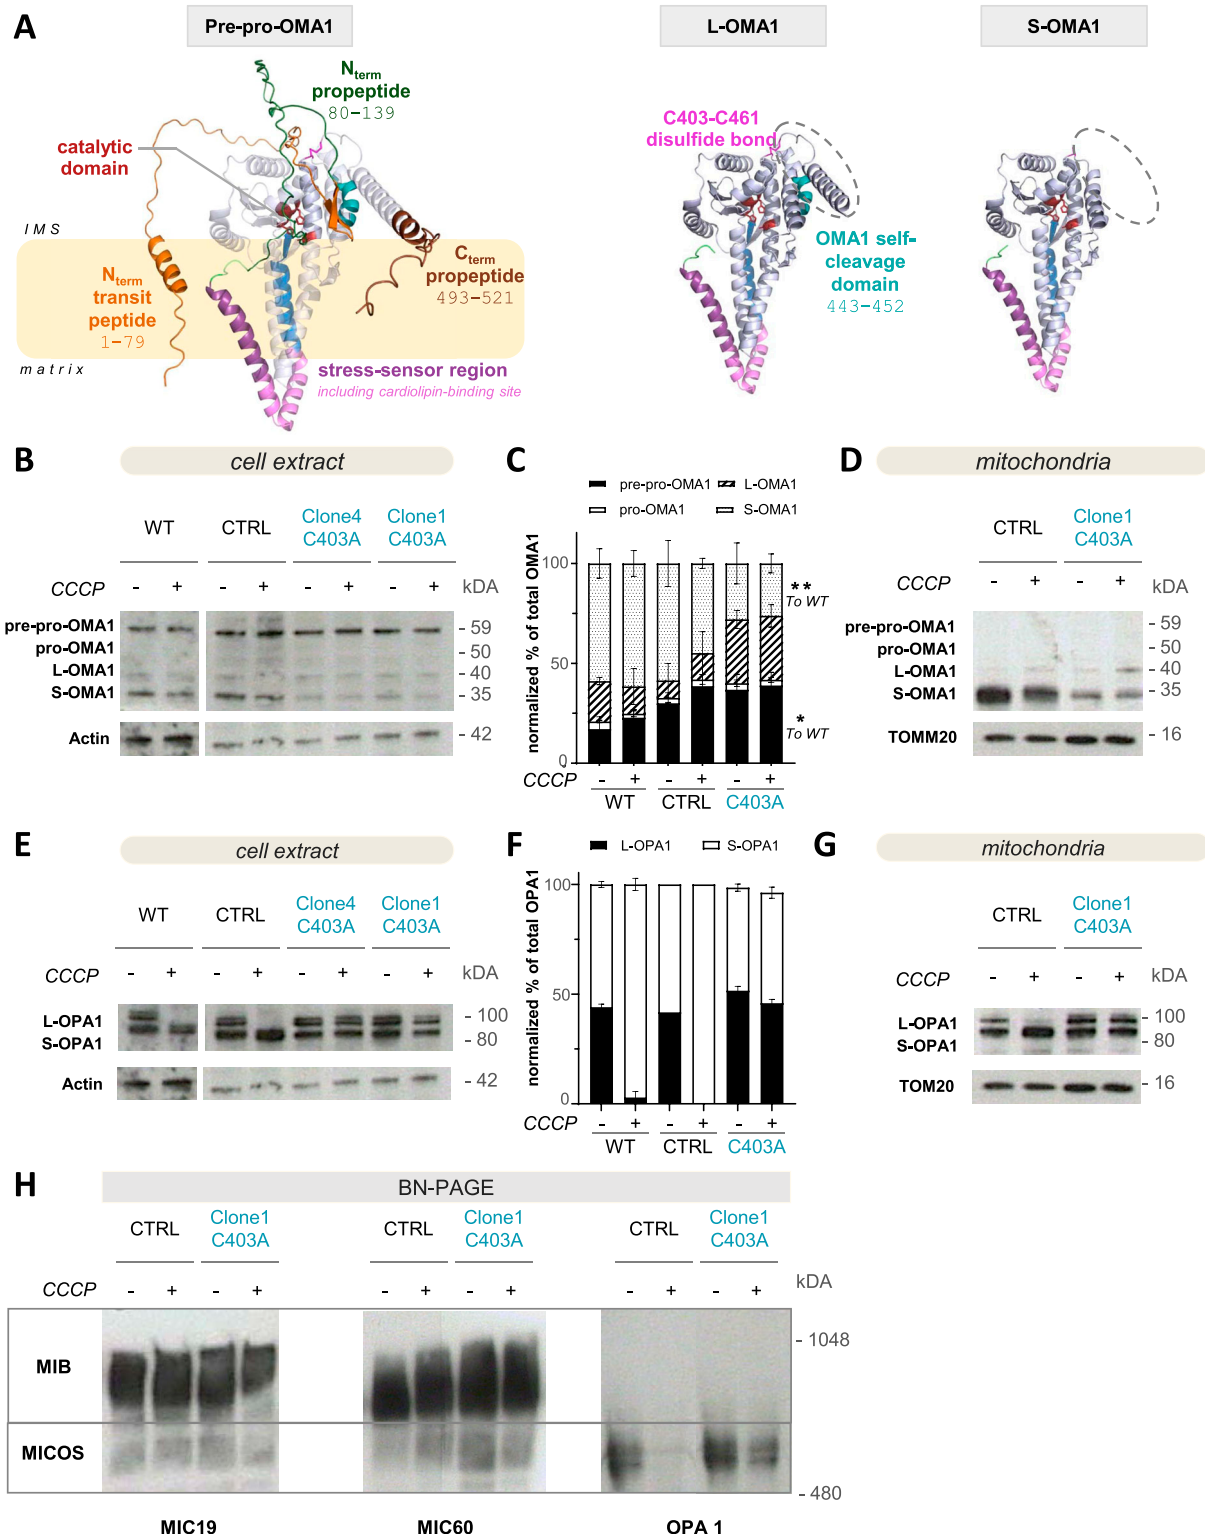 A
Pre-pro-OMA1
L-OMA1
S-OMA1
Nterm
propeptide
80-139
catalytic
domain
C403-C461
disulfide bond
IMS
Nterm
transit
peptide
1-79
Cterm
propeptide
493-521
OMA1 self-
cleavage
domain
443-452
matrix
stress-sensor region
including cardiolipin-binding site
B
cell extract
WT
CTRL
Clone4
C403A
Clone1
C403A
CCCP - + - + - + - + kDA
pre-pro-OMA1
pro-OMA1
L-OMA1
S-OMA1
- 59
- 50
- 40
- 35
Actin
- 42
C
pre-pro-OMA1
L-OMA1
pro-OMA1
S-OMA1
normalized % of total OMA1
100
50
0
**
To WT
*
To WT
CCCP - + - + - +
WT CTRL C403A
D
mitochondria
CTRL
Clone1
C403A
CCCP - + - + kDA
pre-pro-OMA1
pro-OMA1
L-OMA1
S-OMA1
- 59
- 50
- 40
- 35
TOMM20
- 16
E
cell extract
WT
CTRL
Clone4
C403A
Clone1
C403A
CCCP - + - + - + - + kDA
L-OPA1
S-OPA1
- 100
- 80
Actin
- 42
F
L-OPA1
S-OPA1
normalized % of total OPA1
100
50
0
CCCP - + - + - +
WT CTRL C403A
G
mitochondria
CTRL
Clone1
C403A
CCCP - + - + kDA
L-OPA1
S-OPA1
- 100
- 80
TOM20
- 16
H
BN-PAGE
CTRL
Clone1
C403A
CTRL
Clone1
C403A
CTRL
Clone1
C403A
CCCP - + - + - + - + - + - + kDA
MIB
- 1048
MICOS
- 480
MIC19
MIC60
OPA 1